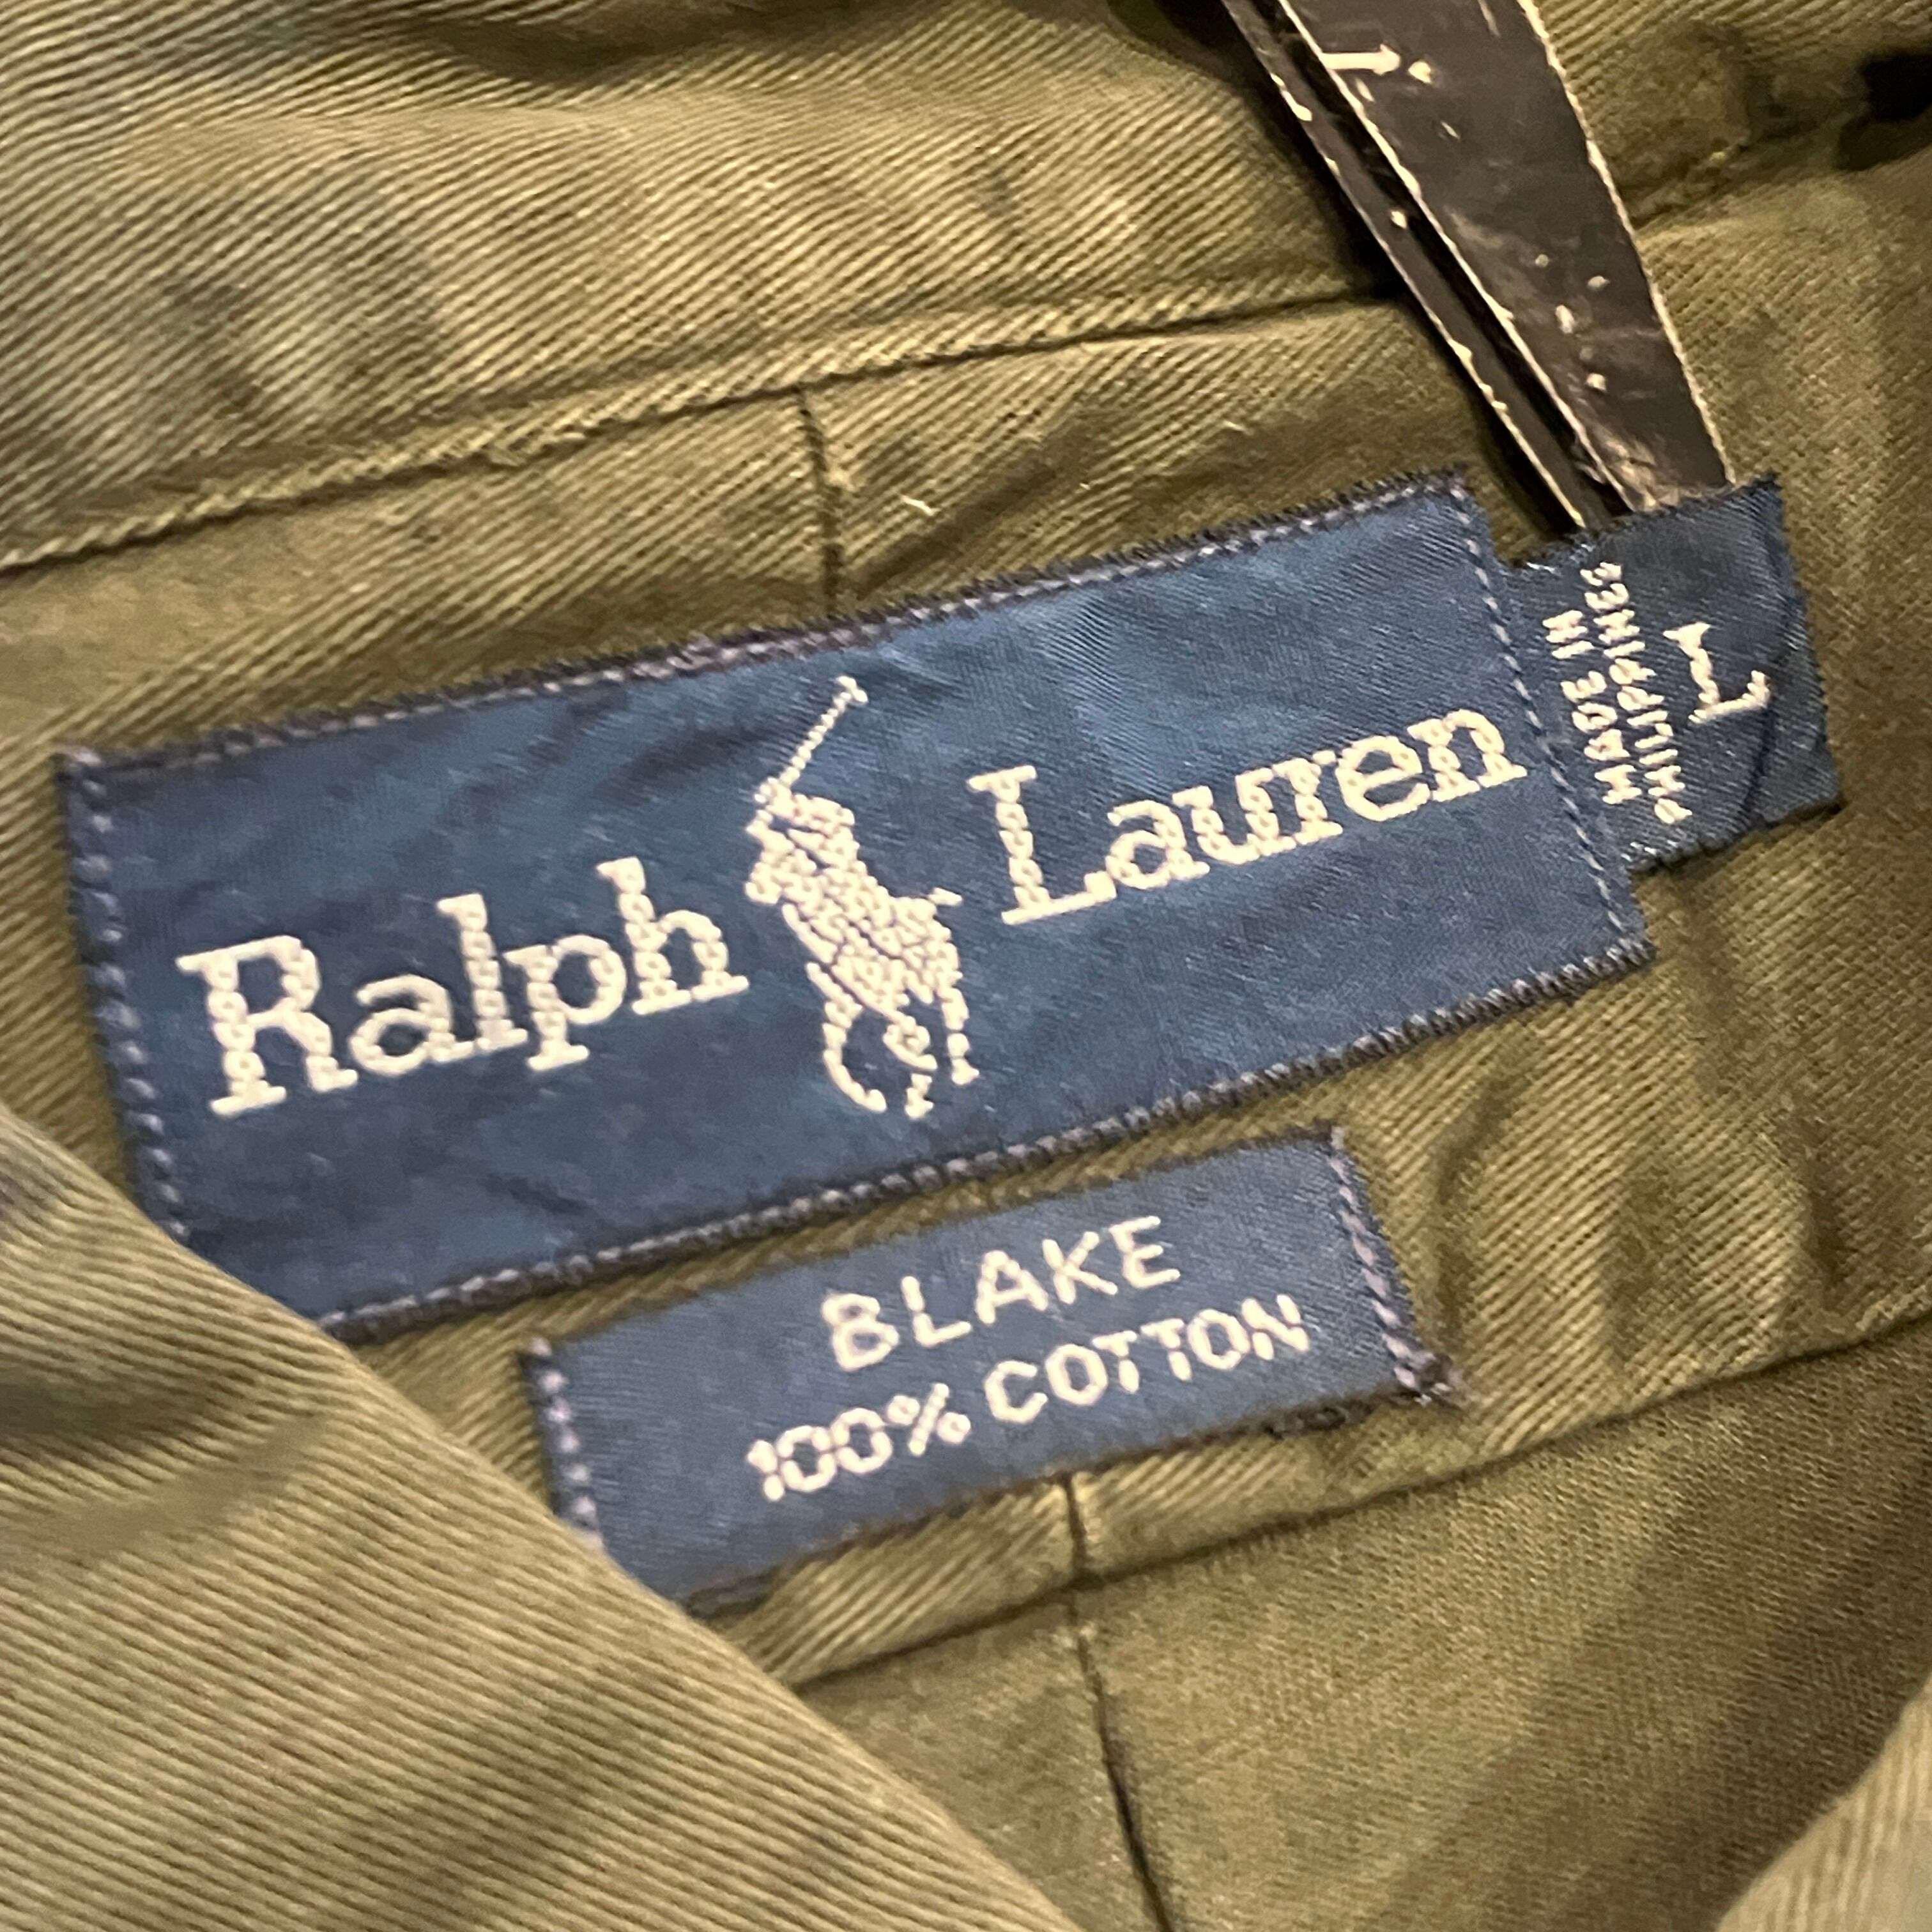 Ralph Lauren
MADE IN
PHILIPPINES
L
BLAKE
100% COTTON